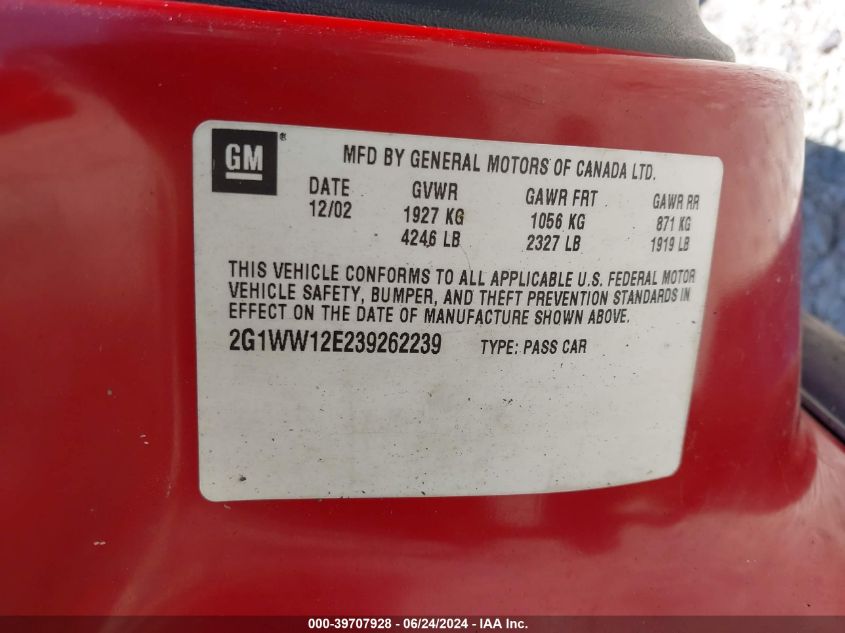 GM ®
MFD BY GENERAL MOTORS OF CANADA LTD.
DATE GVWR GAWR FRT GAWR RR
12/02 1927 KG 1056 KG 871 KG
4246 LB 2327 LB 1919 LB
THIS VEHICLE CONFORMS TO ALL APPLICABLE U.S. FEDERAL MOTOR
VEHICLE SAFETY, BUMPER, AND THEFT PREVENTION STANDARDS IN
EFFECT ON THE DATE OF MANUFACTURE SHOWN ABOVE.
2G1WW12E239262239 TYPE: PASS CAR
000-39707928 / 06/24/2024 - IAA Inc.